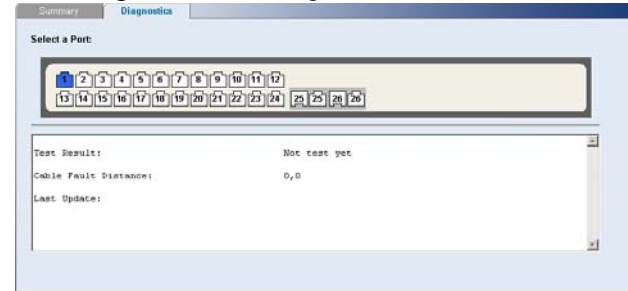 Summary Diagnostics
Select a Port:
1 2 3 4 5 6 7 8 9 10 11 12
13 14 15 16 17 18 19 20 21 22 23 24 25 25 26 26
Test Result: Not test yet
Cable Fault Distance: 0,0
Last Update: